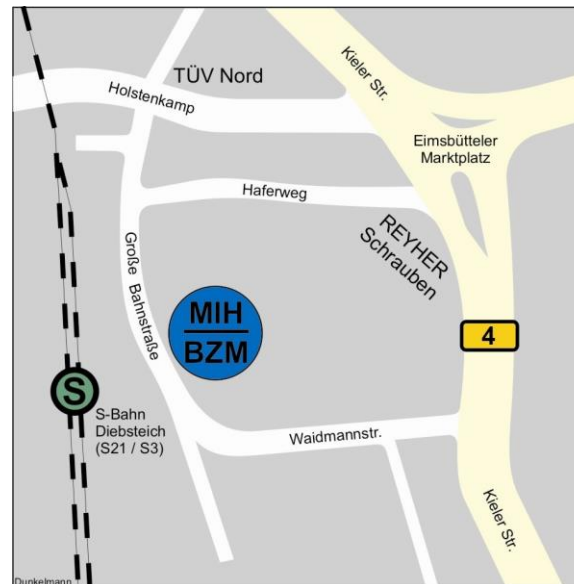 TÜV Nord
Kieler Str.
Holstenkamp
Eimsbütteler
Marktplatz
Haferweg
REYHER
Schrauben
Große Bahnstraße
MIH
BZM
4
S
S-Bahn
Diebsteich
(S21 / S3)
Waidmannstr.
Kieler Str.
Dunkelmann